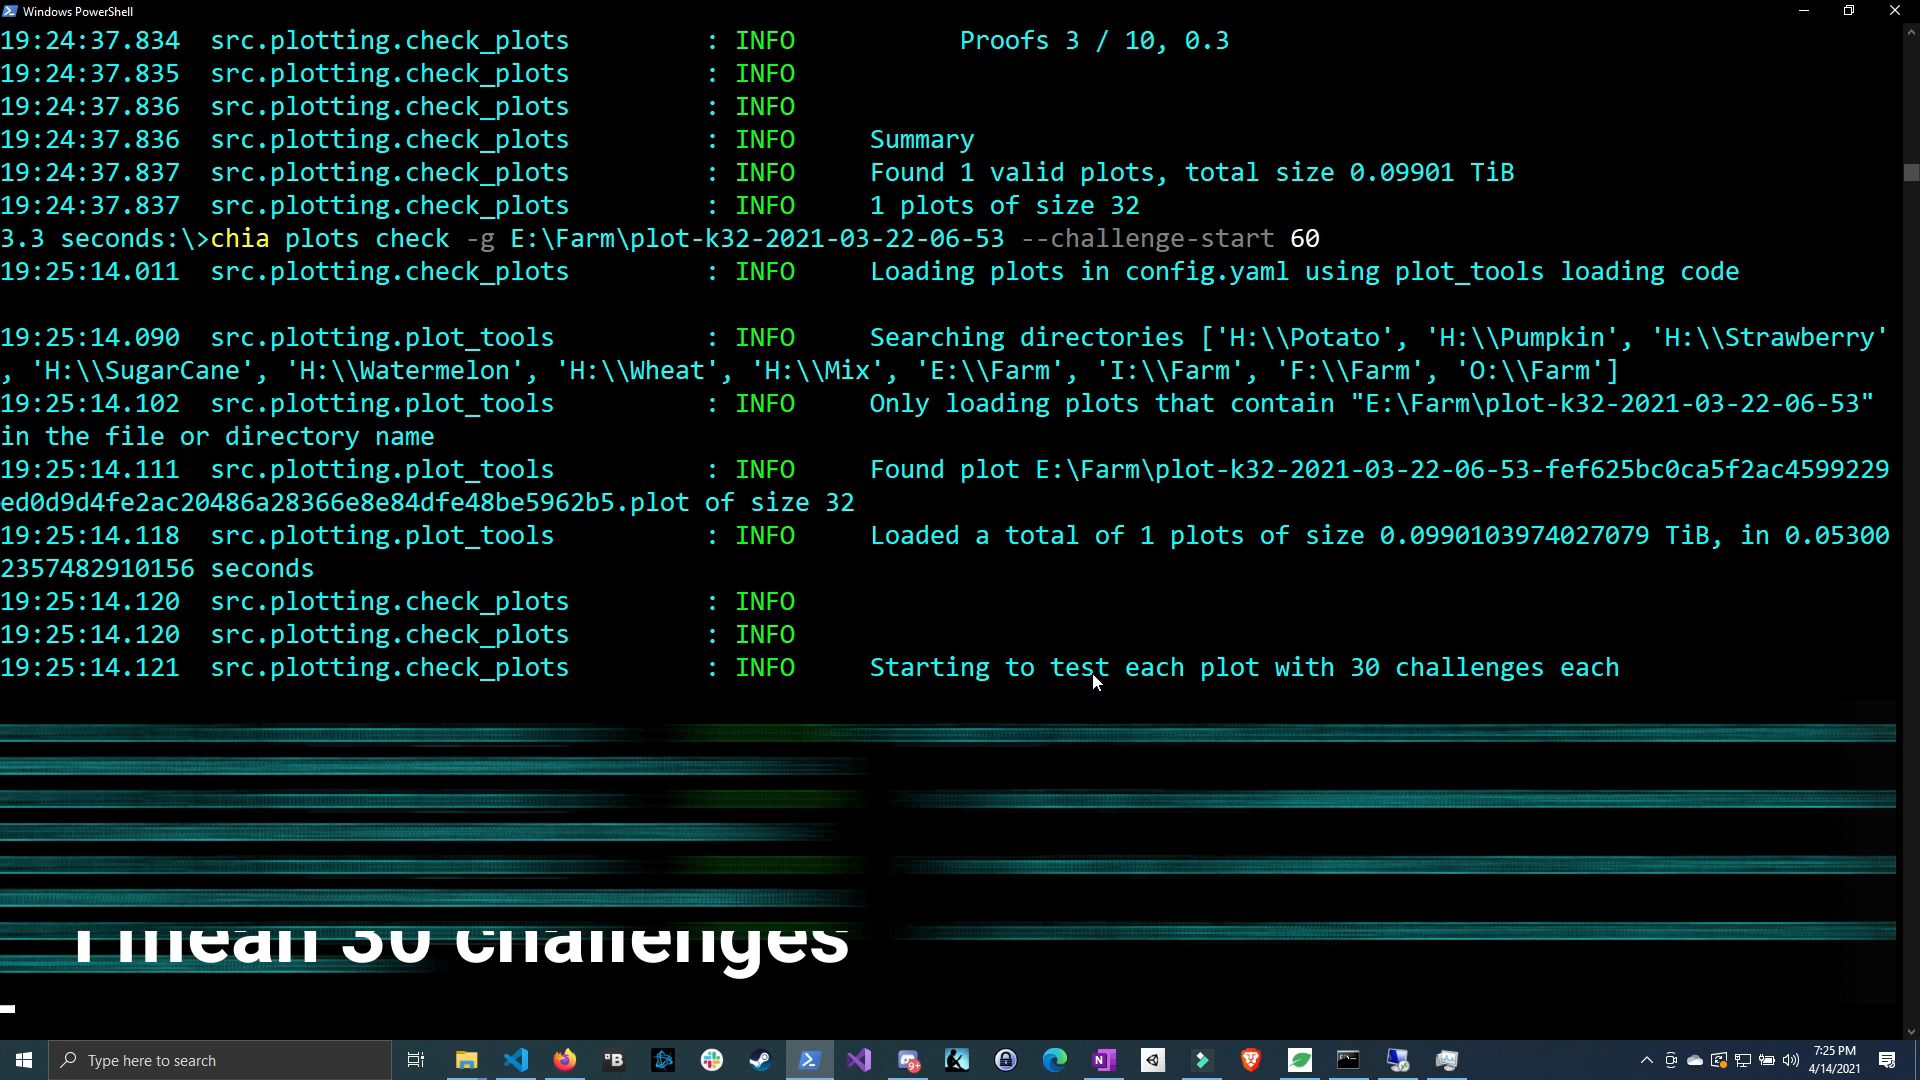 Windows PowerShell
19:24:37.834 src.plotting.check_plots : INFO Proofs 3 / 10, 0.3
19:24:37.835 src.plotting.check_plots : INFO
19:24:37.836 src.plotting.check_plots : INFO
19:24:37.836 src.plotting.check_plots : INFO Summary
19:24:37.837 src.plotting.check_plots : INFO Found 1 valid plots, total size 0.09901 TiB
19:24:37.837 src.plotting.check_plots : INFO 1 plots of size 32
3.3 seconds:\>chia plots check -g E:\Farm\plot-k32-2021-03-22-06-53 --challenge-start 60
19:25:14.011 src.plotting.check_plots : INFO Loading plots in config.yaml using plot_tools loading code
19:25:14.090 src.plotting.plot_tools : INFO Searching directories ['H:\\Potato', 'H:\\Pumpkin', 'H:\\Strawberry'
, 'H:\\SugarCane', 'H:\\Watermelon', 'H:\\Wheat', 'H:\\Mix', 'E:\\Farm', 'I:\\Farm', 'F:\\Farm', 'O:\\Farm']
19:25:14.102 src.plotting.plot_tools : INFO Only loading plots that contain "E:\Farm\plot-k32-2021-03-22-06-53"
in the file or directory name
19:25:14.111 src.plotting.plot_tools : INFO Found plot E:\Farm\plot-k32-2021-03-22-06-53-fef625bc0ca5f2ac4599229
ed0d9d4fe2ac20486a28366e8e84dfe48be5962b5.plot of size 32
19:25:14.118 src.plotting.plot_tools : INFO Loaded a total of 1 plots of size 0.0990103974027079 TiB, in 0.05300
2357482910156 seconds
19:25:14.120 src.plotting.check_plots : INFO
19:25:14.120 src.plotting.check_plots : INFO
19:25:14.121 src.plotting.check_plots : INFO Starting to test each plot with 30 challenges each
I mean 30 challenges
Type here to search
9+
7:25 PM
4/14/2021